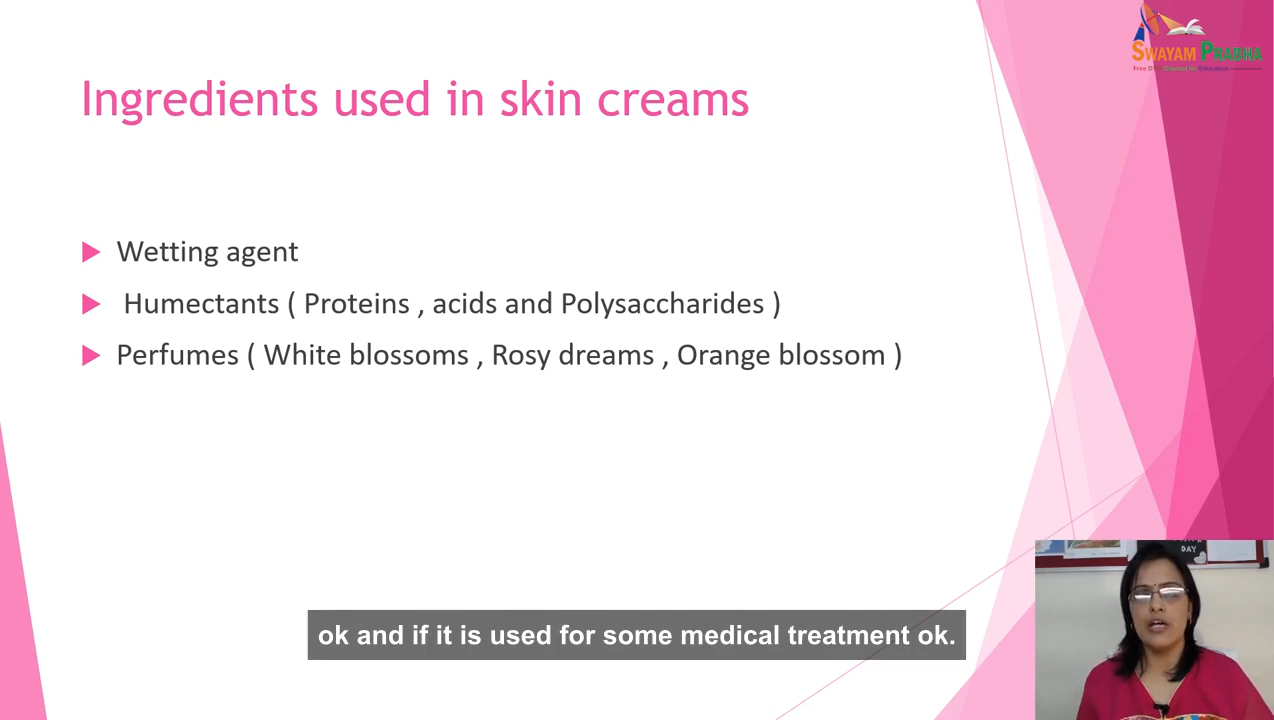 SWAYAM PRABHA
Ingredients used in skin creams
Wetting agent
Humectants ( Proteins , acids and Polysaccharides )
Perfumes ( White blossoms , Rosy dreams , Orange blossom )
DAY
ok and if it is used for some medical treatment ok.